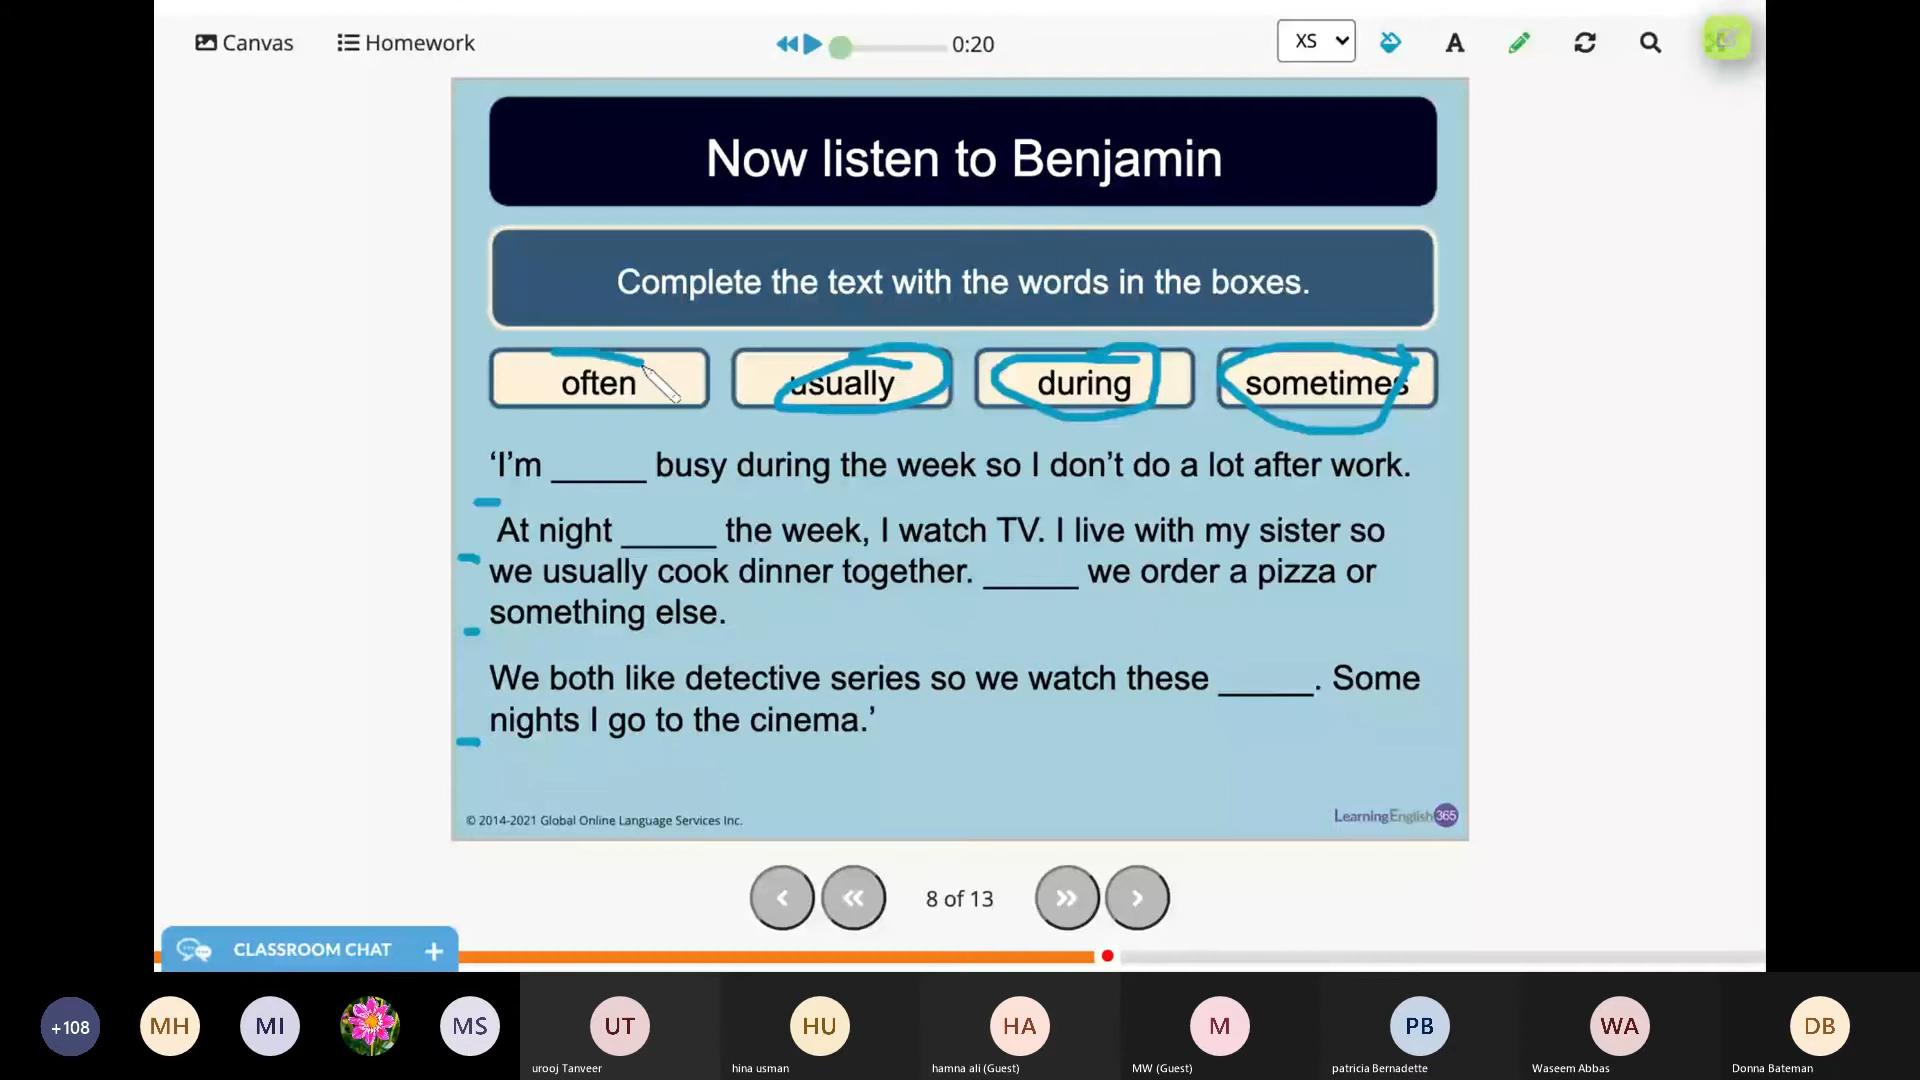 Canvas
Homework
0:20
XS
A
Now listen to Benjamin
Complete the text with the words in the boxes.
often
usually
during
sometimes
‘I’m _____ busy during the week so I don’t do a lot after work.
At night _____ the week, I watch TV. I live with my sister so
we usually cook dinner together. _____ we order a pizza or
something else.
We both like detective series so we watch these _____. Some
nights I go to the cinema.’
© 2014-2021 Global Online Language Services Inc.
LearningEnglish365
8 of 13
CLASSROOM CHAT +
+108
MH
MI
MS
UT
HU
HA
M
PB
WA
DB
urooj Tanveer
hina usman
hamna ali (Guest)
MW (Guest)
patricia Bernadette
Waseem Abbas
Donna Bateman